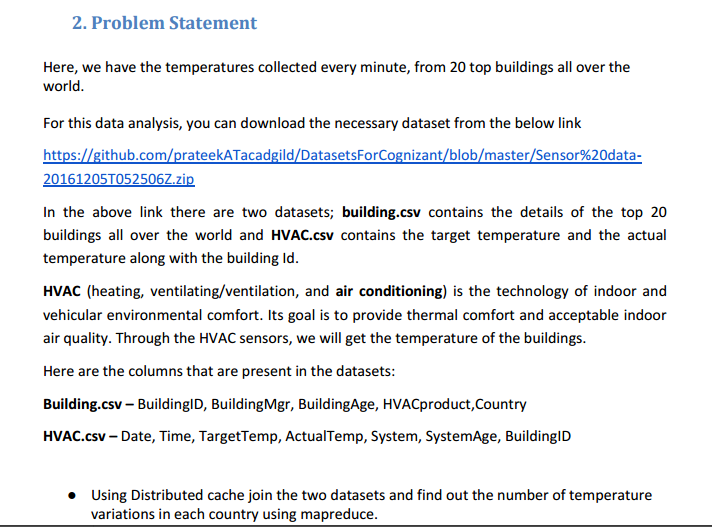 2. Problem Statement
Here, we have the temperatures collected every minute, from 20 top buildings all over the
world.
For this data analysis, you can download the necessary dataset from the below link
https://github.com/prateekATacadgild/DatasetsForCognizant/blob/master/Sensor%20data-
20161205T052506Z.zip
In the above link there are two datasets; building.csv contains the details of the top 20
buildings all over the world and HVAC.csv contains the target temperature and the actual
temperature along with the building Id.
HVAC (heating, ventilating/ventilation, and air conditioning) is the technology of indoor and
vehicular environmental comfort. Its goal is to provide thermal comfort and acceptable indoor
air quality. Through the HVAC sensors, we will get the temperature of the buildings.
Here are the columns that are present in the datasets:
Building.csv – BuildingID, BuildingMgr, BuildingAge, HVACproduct,Country
HVAC.csv – Date, Time, TargetTemp, ActualTemp, System, SystemAge, BuildingID
● Using Distributed cache join the two datasets and find out the number of temperature
variations in each country using mapreduce.